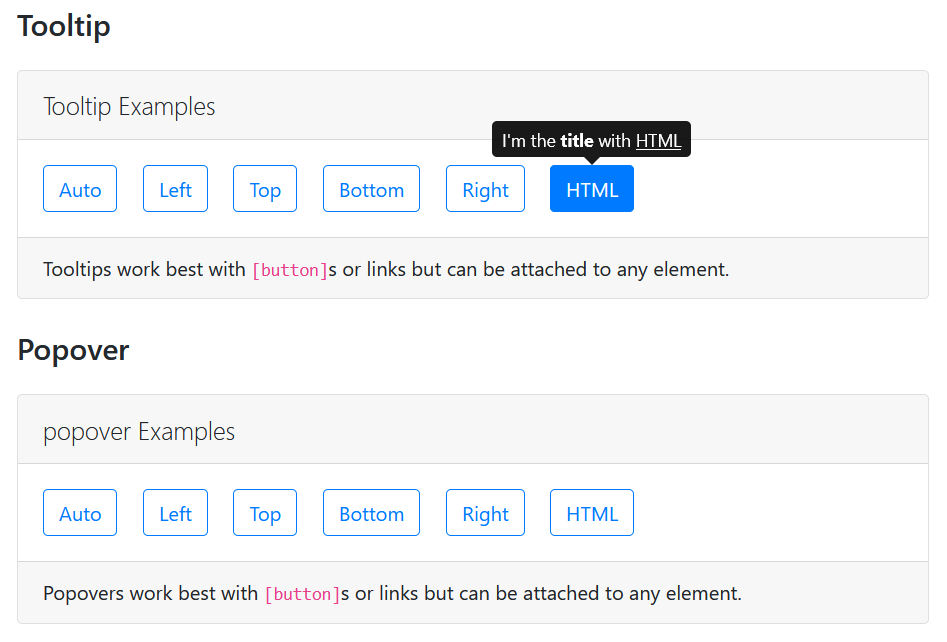 Tooltip
Tooltip Examples
I'm the title with HTML
Auto Left Top Bottom Right HTML
Tooltips work best with [button]s or links but can be attached to any element.
Popover
popover Examples
Auto Left Top Bottom Right HTML
Popovers work best with [button]s or links but can be attached to any element.